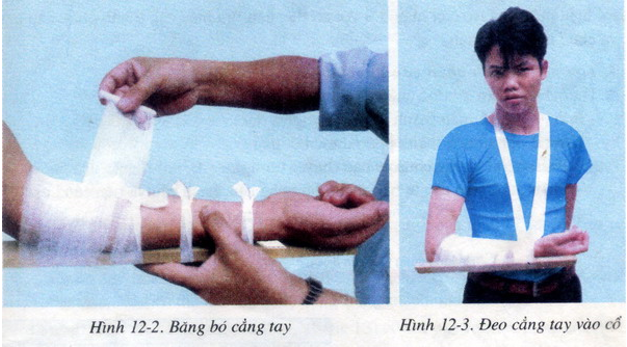 Hình 12-2. Băng bó cẳng tay
Hình 12-3. Đeo cẳng tay vào cổ